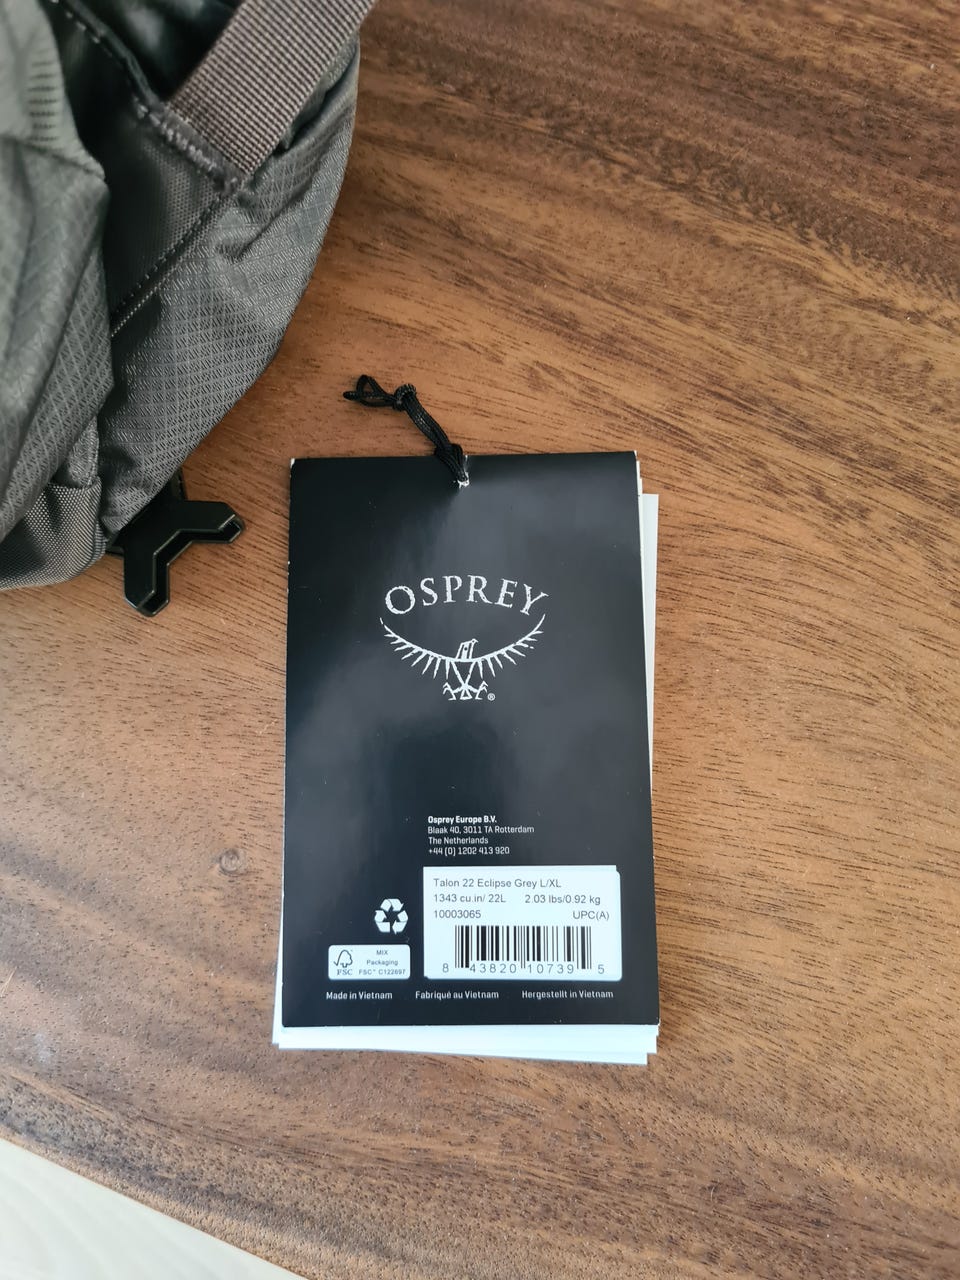 OSPREY
®
Osprey Europe B.V.
Blaak 40, 3011 TA Rotterdam
The Netherlands
+44 (0) 1202 413 920
Talon 22 Eclipse Grey L/XL
1343 cu.in/ 22L 2.03 lbs/0.92 kg
10003065 UPC(A)
8 43820 10739 5
FSC
MIX
Packaging
FSC® C122697
Made in Vietnam Fabriqué au Vietnam Hergestellt in Vietnam